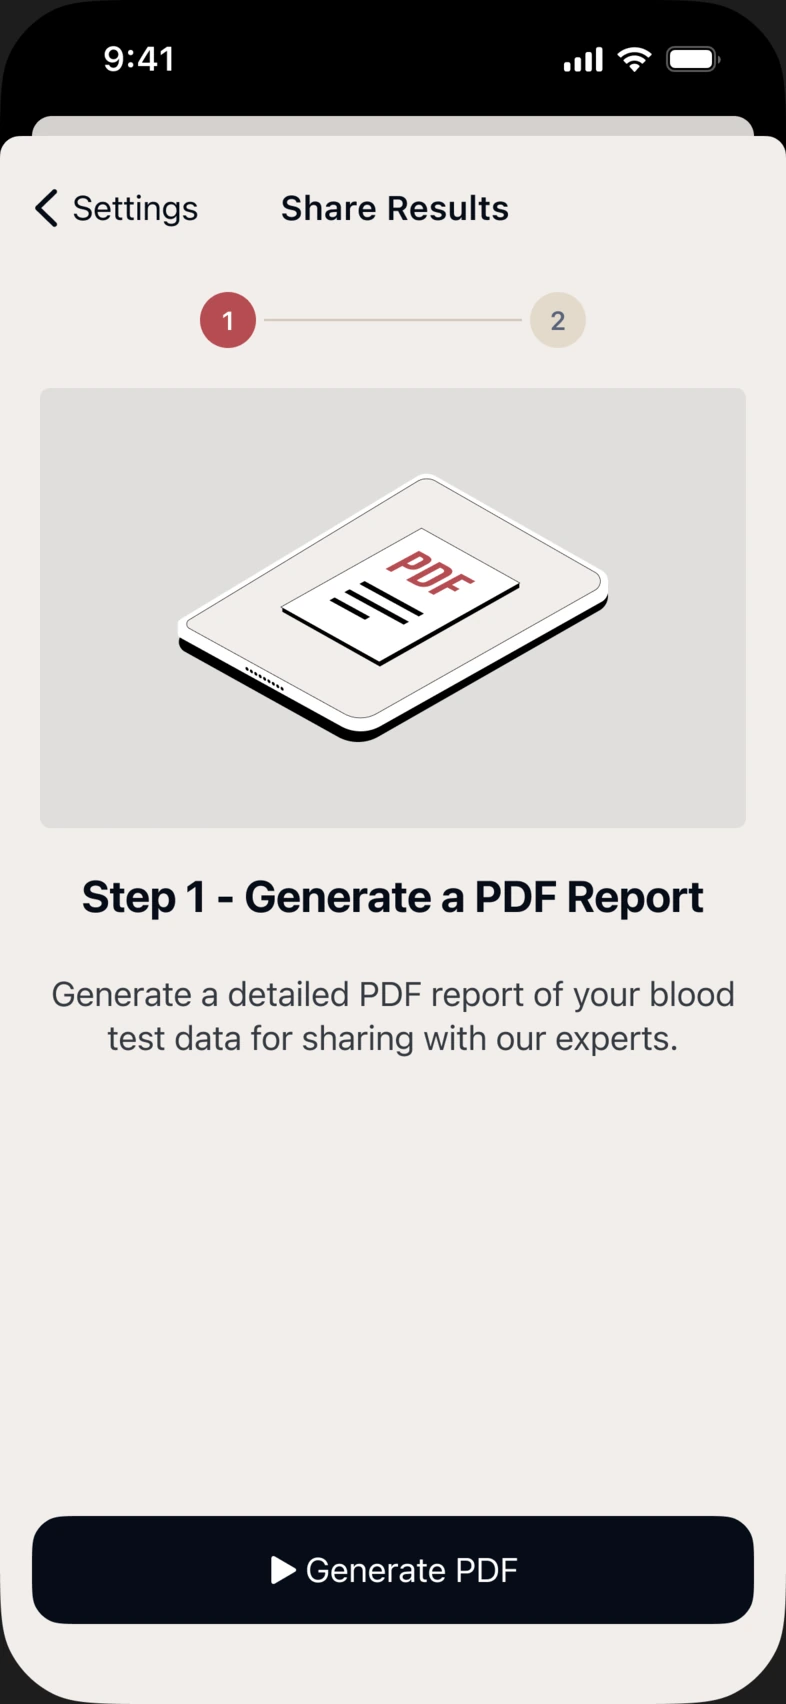 9:41
Settings
Share Results
1
2
PDF
Step 1 - Generate a PDF Report
Generate a detailed PDF report of your blood
test data for sharing with our experts.
Generate PDF